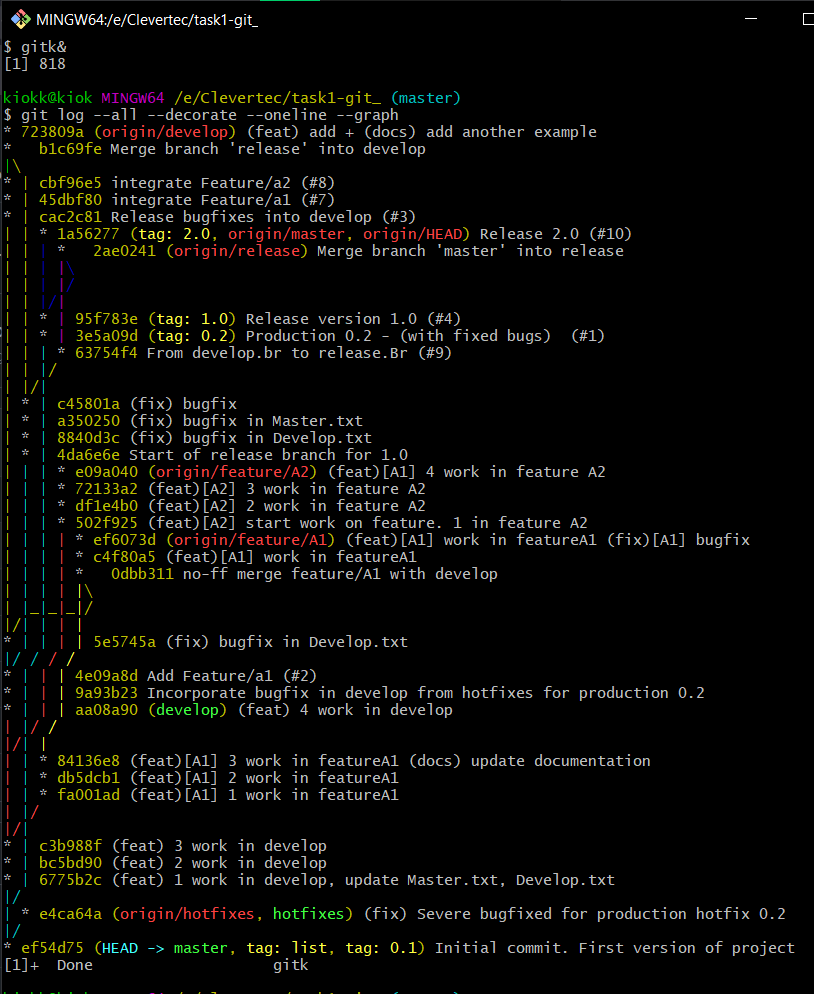 MINGW64:/e/Clevertec/task1-git_
$ gitk&
[1] 818
kiokk@kiok MINGW64 /e/Clevertec/task1-git_ (master)
$ git log --all --decorate --oneline --graph
* 723809a (origin/develop) (feat) add + (docs) add another example
*   b1c69fe Merge branch 'release' into develop
|\
* | cbf96e5 integrate Feature/a2 (#8)
* | 45dbf80 integrate Feature/a1 (#7)
* | cac2c81 Release bugfixes into develop (#3)
| | * 1a56277 (tag: 2.0, origin/master, origin/HEAD) Release 2.0 (#10)
| | | *   2ae0241 (origin/release) Merge branch 'master' into release
| | | |\
| | | |/
| | |/|
| | * | 95f783e (tag: 1.0) Release version 1.0 (#4)
| | * | 3e5a09d (tag: 0.2) Production 0.2 - (with fixed bugs)  (#1)
| | | * 63754f4 From develop.br to release.Br (#9)
| | |/
| |/|
| * | c45801a (fix) bugfix
| * | a350250 (fix) bugfix in Master.txt
| * | 8840d3c (fix) bugfix in Develop.txt
| * | 4da6e6e Start of release branch for 1.0
| | | * e09a040 (origin/feature/A2) (feat)[A1] 4 work in feature A2
| | | * 72133a2 (feat)[A2] 3 work in feature A2
| | | * df1e4b0 (feat)[A2] 2 work in feature A2
| | | * 502f925 (feat)[A2] start work on feature. 1 in feature A2
| | | | * ef6073d (origin/feature/A1) (feat)[A1] work in featureA1 (fix)[A1] bugfix
| | | | * c4f80a5 (feat)[A1] work in featureA1
| | | | *   0dbb311 no-ff merge feature/A1 with develop
| | | | |\
| |_|_|_|/
|/| | | |
* | | | | 5e5745a (fix) bugfix in Develop.txt
|/ / / /
* | | | 4e09a8d Add Feature/a1 (#2)
* | | | 9a93b23 Incorporate bugfix in develop from hotfixes for production 0.2
* | | | aa08a90 (develop) (feat) 4 work in develop
| |/ /
|/| |
| | * 84136e8 (feat)[A1] 3 work in featureA1 (docs) update documentation
| | * db5dcb1 (feat)[A1] 2 work in featureA1
| | * fa001ad (feat)[A1] 1 work in featureA1
| |/
|/|
* | c3b988f (feat) 3 work in develop
* | bc5bd90 (feat) 2 work in develop
* | 6775b2c (feat) 1 work in develop, update Master.txt, Develop.txt
|/
| * e4ca64a (origin/hotfixes, hotfixes) (fix) Severe bugfixed for production hotfix 0.2
|/
* ef54d75 (HEAD -> master, tag: list, tag: 0.1) Initial commit. First version of project
[1]+  Done                    gitk